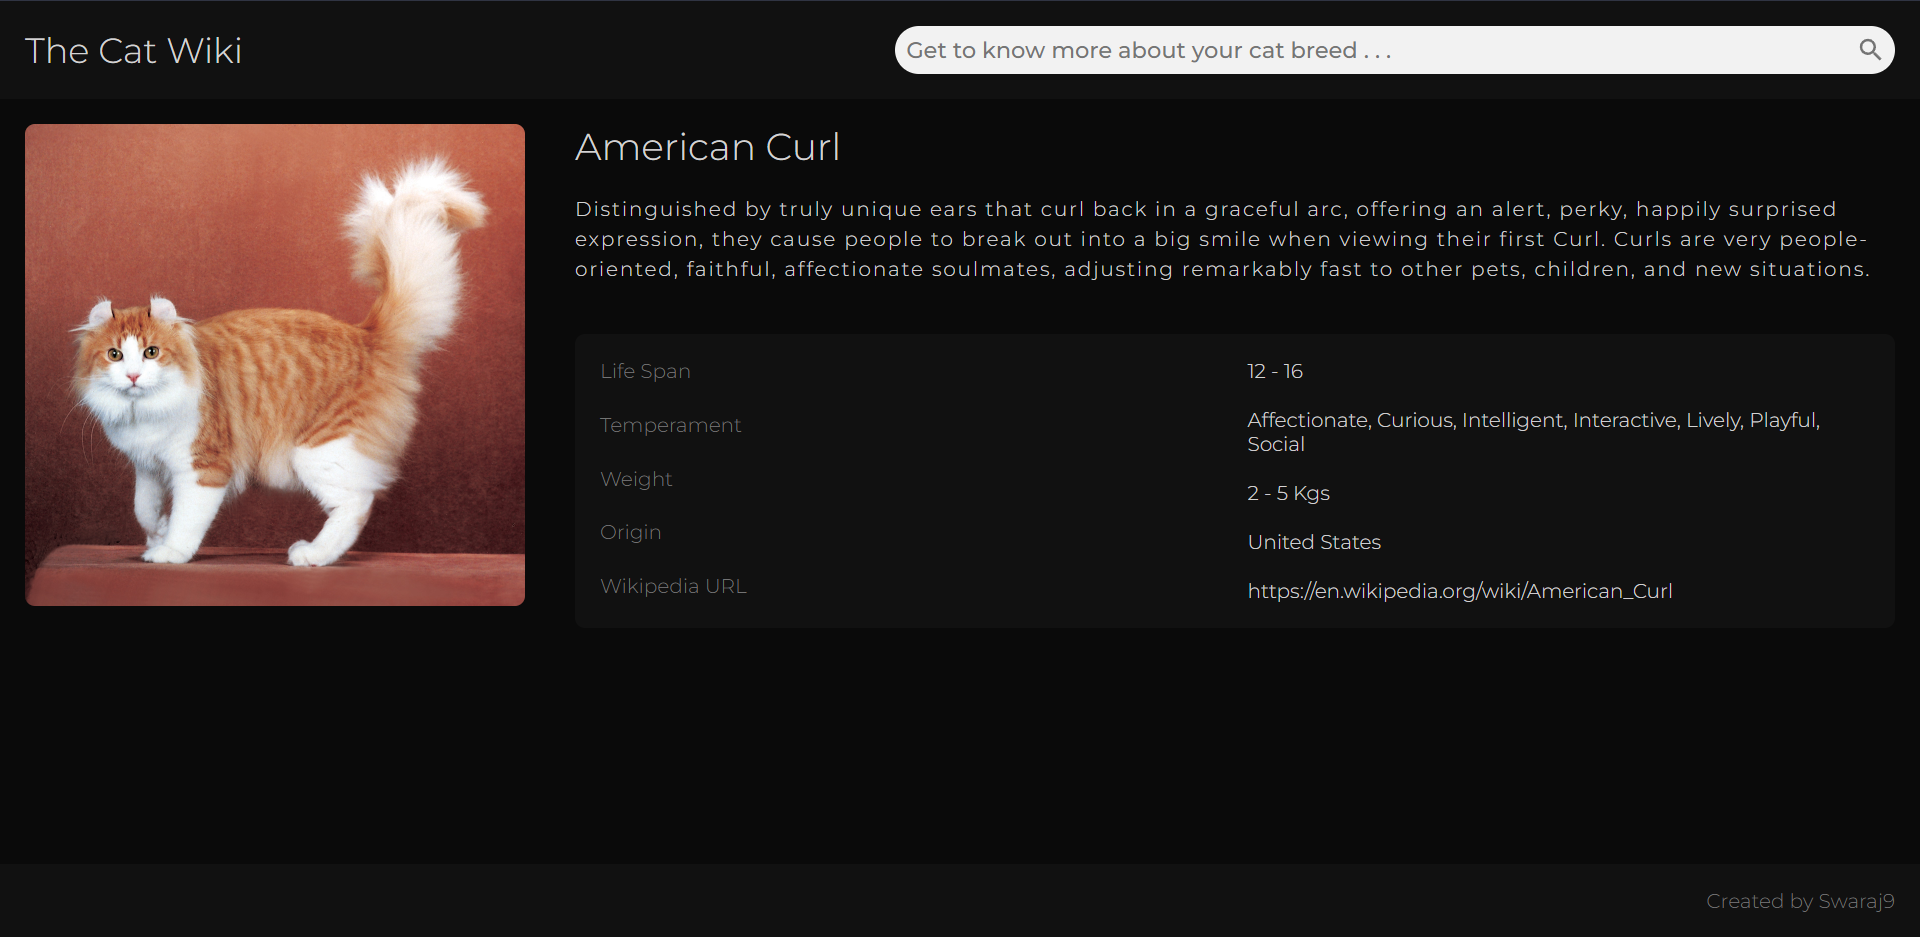 The Cat Wiki
Get to know more about your cat breed . . .
American Curl
Distinguished by truly unique ears that curl back in a graceful arc, offering an alert, perky, happily surprised
expression, they cause people to break out into a big smile when viewing their first Curl. Curls are very people-
oriented, faithful, affectionate soulmates, adjusting remarkably fast to other pets, children, and new situations.
Life Span
12 - 16
Temperament
Affectionate, Curious, Intelligent, Interactive, Lively, Playful,
Social
Weight
2 - 5 Kgs
Origin
United States
Wikipedia URL
https://en.wikipedia.org/wiki/American_Curl
Created by Swaraj9